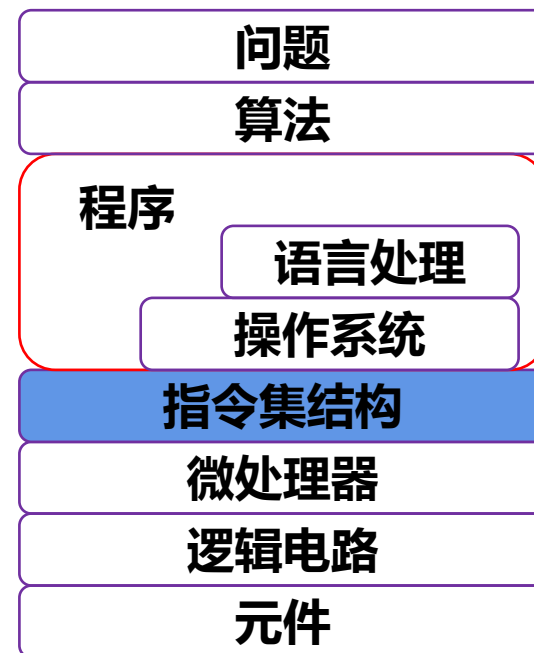 问题
算法
程序
语言处理
操作系统
指令集结构
微处理器
逻辑电路
元件